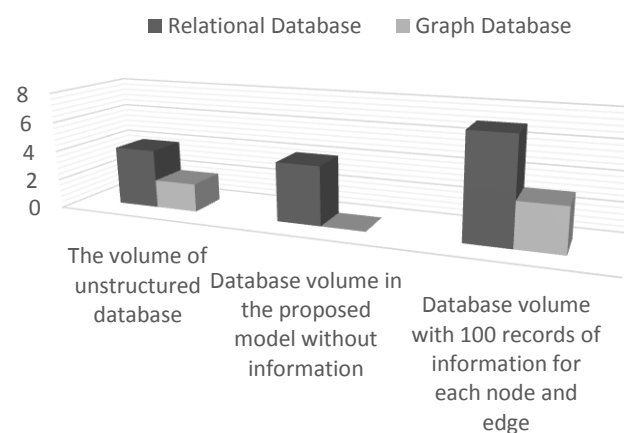 Relational Database Graph Database
8
6
4
2
0
The volume of
unstructured
database
Database volume in
the proposed
model without
information
Database volume
with 100 records of
information for
each node and
edge